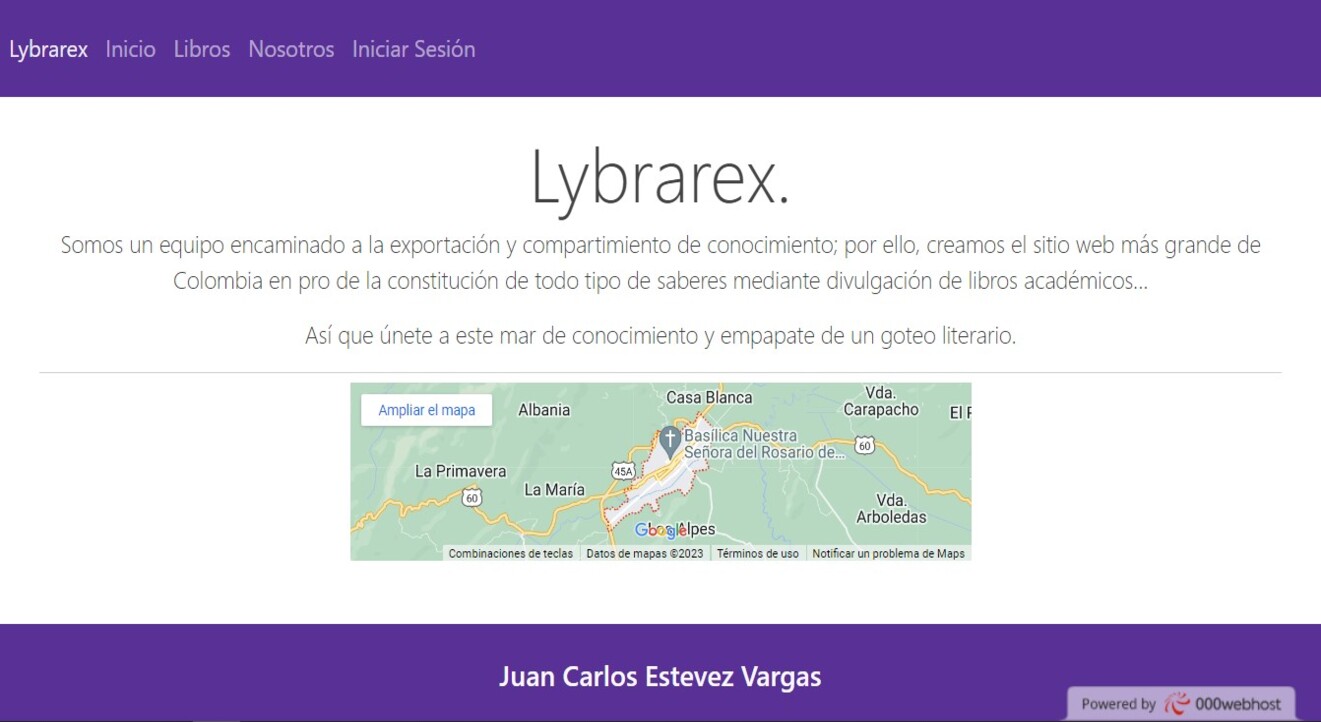 Lybrarex Inicio Libros Nosotros Iniciar Sesión
Lybrarex.
Somos un equipo encaminado a la exportación y compartimiento de conocimiento; por ello, creamos el sitio web más grande de
Colombia en pro de la constitución de todo tipo de saberes mediante divulgación de libros académicos...
Así que únete a este mar de conocimiento y empapate de un goteo literario.
Ampliar el mapa
Albania
Casa Blanca
Vda.
Carapacho
El
Basílica Nuestra
Señora del Rosario de...
60
La Primavera
45A
60
La María
Vda.
Arboledas
Google
Los Alpes
Combinaciones de teclas
Datos de mapas ©2023
Términos de uso
Notificar un problema de Maps
Juan Carlos Estevez Vargas
Powered by 000webhost